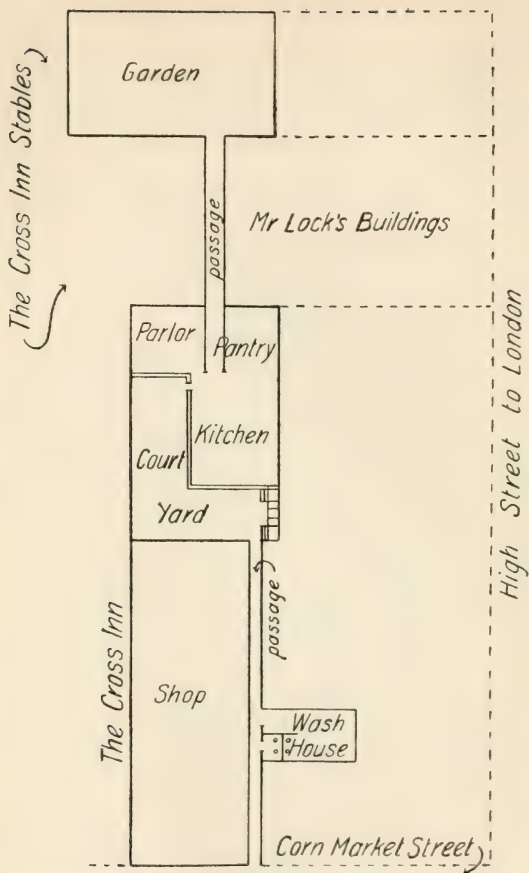 The Cross Inn Stables
Garden
passage
Mr Lock's Buildings
Parlor
Pantry
Kitchen
Court
Yard
passage
High Street to London
The Cross Inn
Shop
Wash
House
Corn Market Street